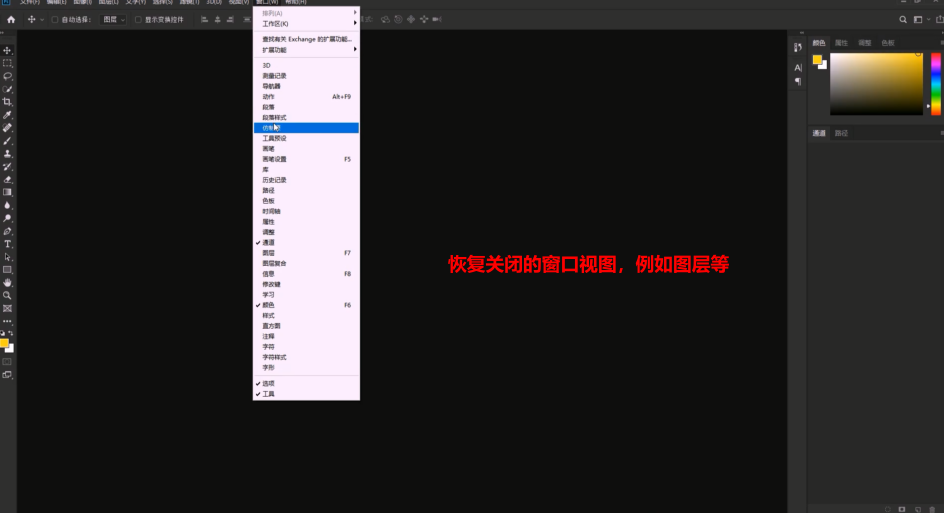 文件(F) 编辑(E) 图像(I) 图层(L) 文字(Y) 选择(S) 滤镜(T) 3D(D) 视图(V) 窗口(W) 帮助(H)
自动选择: 图层 显示变换控件
排列(A)
工作区(K)
查找有关 Exchange 的扩展功能...
扩展功能
3D
测量记录
导航器
动作 Alt+F9
段落
段落样式
工具预设
画笔
画笔设置 F5
库
历史记录
路径
色板
时间轴
属性
调整
通道
图层 F7
图层复合
信息 F8
修改键
学习
颜色 F6
样式
直方图
注释
字符
字符样式
字形
选项
工具
恢复关闭的窗口视图，例如图层等
颜色 属性 调整 色板
通道 路径